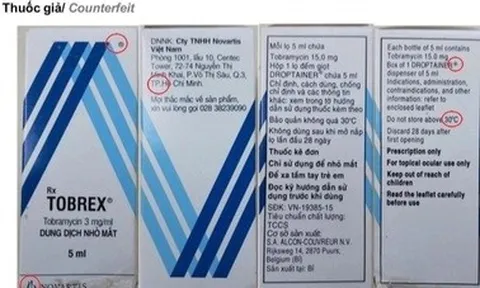 Thuốc giả/ Counterfeit
Rx
TOBREX®
Tobramycin 3 mg/ml
DUNG DỊCH NHỎ MẮT
5 ml
NOVARTIS
DNNK: Cty TNHH Novartis
Việt Nam
Phòng 1001, lầu 10, Centec
Tower, 72-74 Nguyễn Thị
Minh Khai, P.Võ Thị Sáu, Q.3,
TP.Hồ Chí Minh.
Mọi thắc mắc về sản phẩm,
xin vui lòng gọi 028 38239090
Mỗi lọ 5 ml chứa
Tobramycin 15,0 mg
Hộp 1 lọ đếm giọt
DROPTAINER® chứa 5 ml
Chỉ định, cách dùng, chống
chỉ định và các thông tin
khác: xem trong tờ hướng
dẫn sử dụng thuốc kèm theo
Bảo quản không quá 30°C
Không dùng sau khi mở nắp
lọ lần đầu 28 ngày
Thuốc kê đơn
Chỉ sử dụng để nhỏ mắt
Để xa tầm tay trẻ em
Đọc kỹ hướng dẫn sử
dụng trước khi dùng
SĐK: VN-19385-15
Tiêu chuẩn chất lượng:
TCCS
Cơ sở sản xuất:
S.A. ALCON-COUVREUR N.V.
Rijksweg 14, 2870 Puurs,
Belgium (Bỉ)
Sản xuất tại: (Bỉ)
Each bottle of 5 ml contains
Tobramycin 15.0 mg
Box of 1 DROPTAINER®
dispenser of 5 ml
Indications, administration,
contraindications, and other
information: refer to
enclosed leaflet
Do not store above 30°C
Discard 28 days after
first opening
Prescription only
For topical ocular use only
Keep out of reach of
children
Read the leaflet carefully
before use